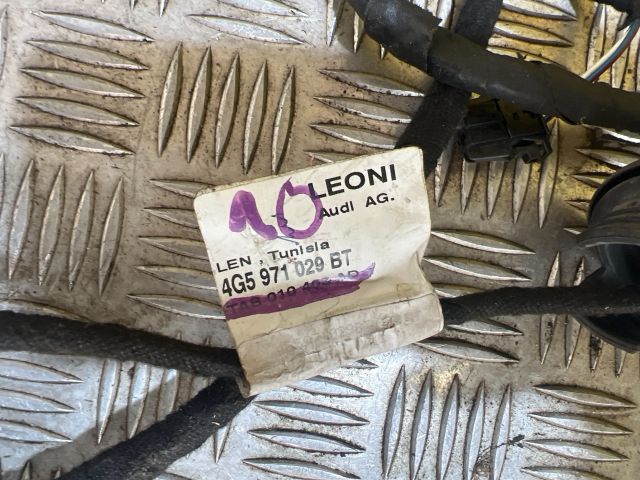 10 LEONI
Audi AG.
LEN , Tunisia
4G5 971 029 BT